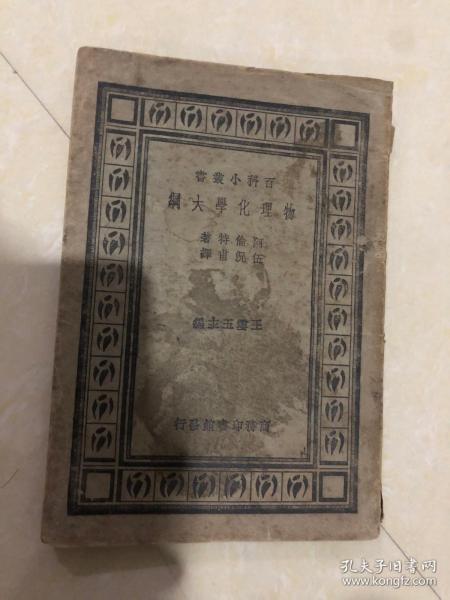 百科小叢書
物理化學大綱
阿倫特著
伍況甫譯
王雲五主編
商務印書館發行
孔夫子旧书网
www.kongfz.com